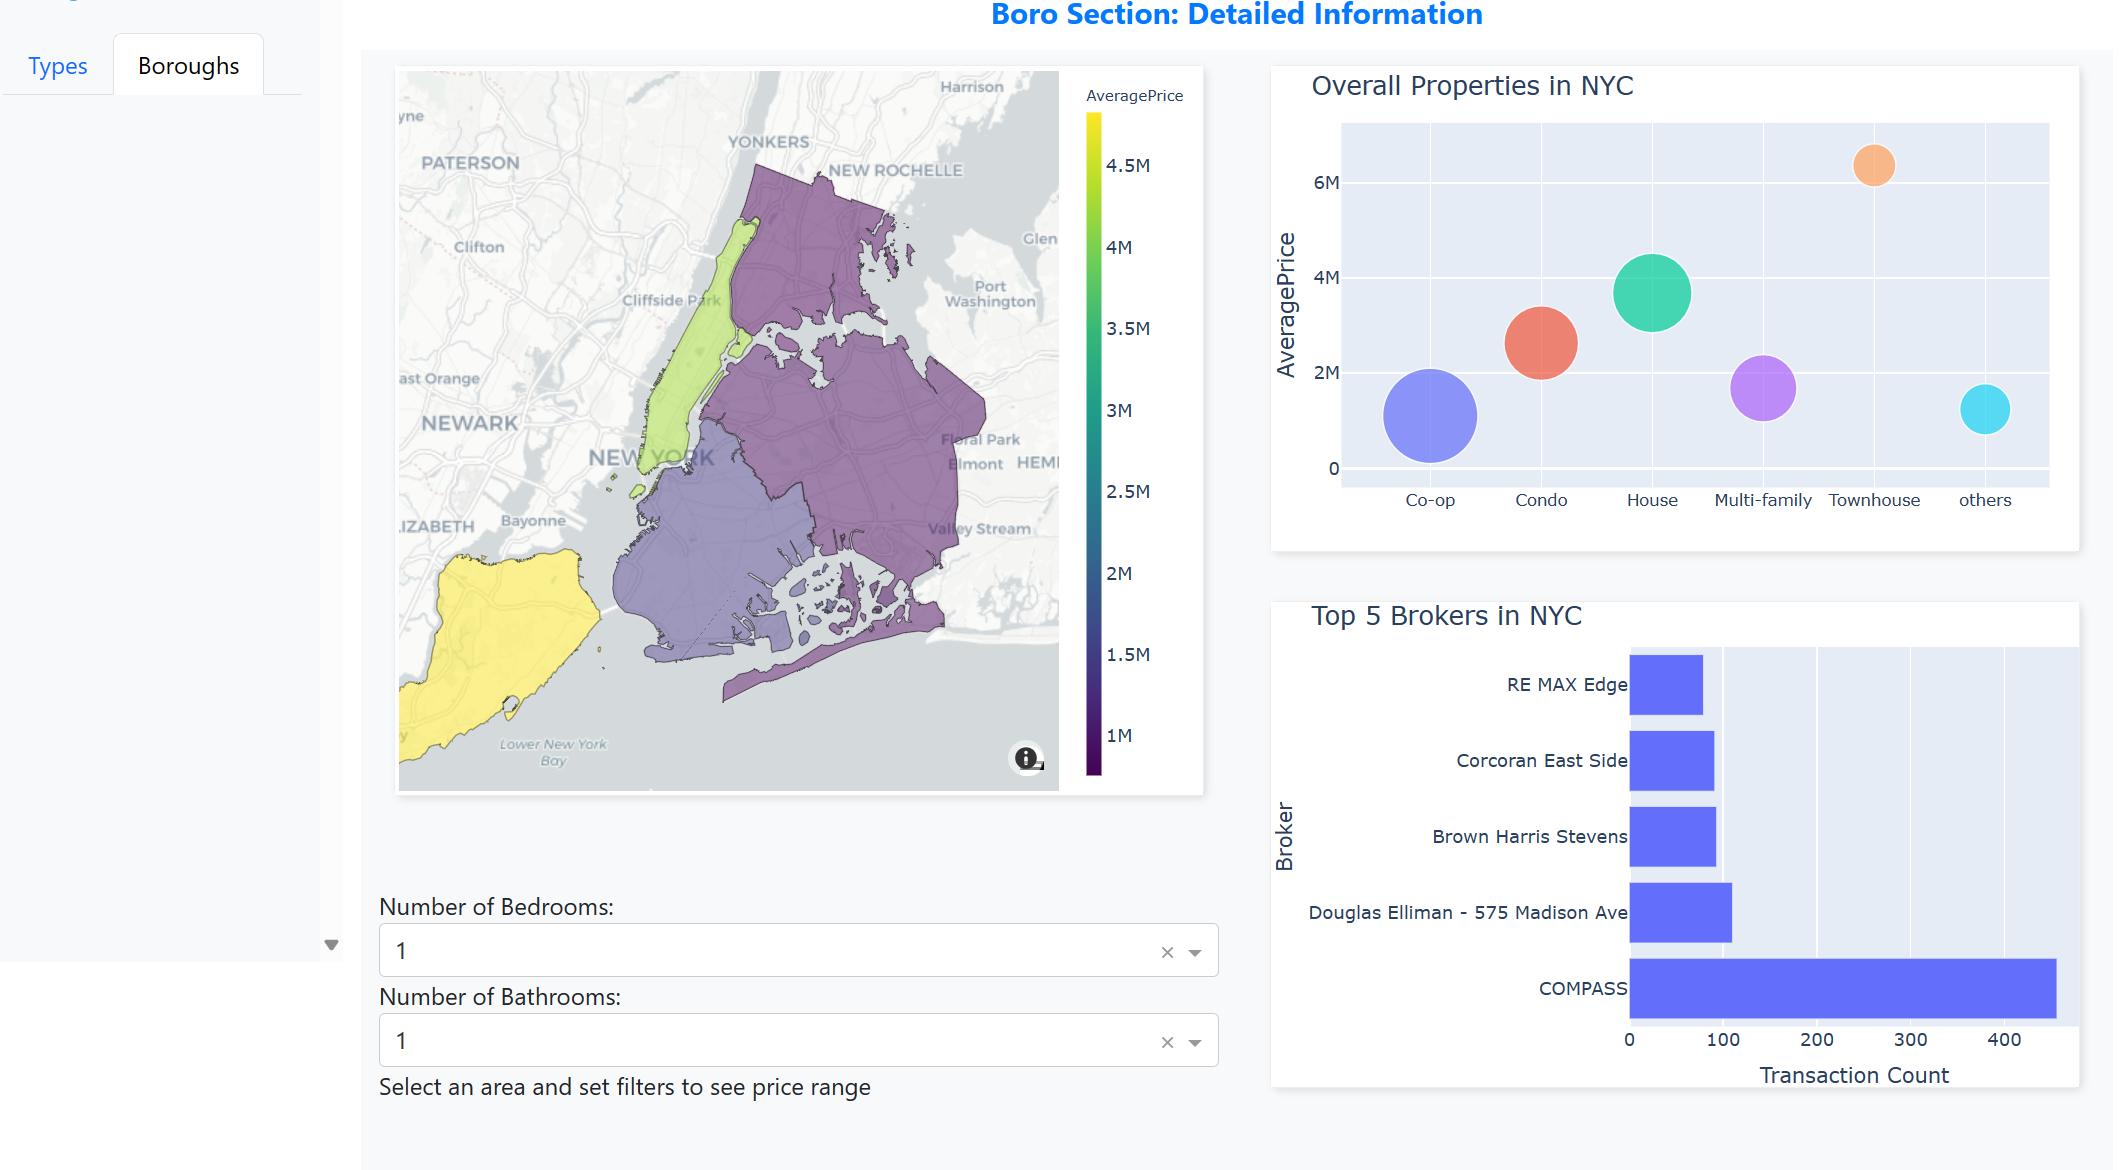 Boro Section: Detailed Information
Types
Boroughs
Harrison
yne
YONKERS
PATERSON
NEW ROCHELLE
Clifton
Glen
Cliffside Park
Port
Washington
ast Orange
NEWARK
Floral Park
NEW YORK
Elmont
HEM
LIZABETH
Bayonne
Valley Stream
y
Lower New York
Bay
AveragePrice
4.5M
4M
3.5M
3M
2.5M
2M
1.5M
1M
Number of Bedrooms:
1
Number of Bathrooms:
1
Select an area and set filters to see price range
Overall Properties in NYC
AveragePrice
6M
4M
2M
0
Co-op
Condo
House
Multi-family
Townhouse
others
Top 5 Brokers in NYC
Broker
RE MAX Edge
Corcoran East Side
Brown Harris Stevens
Douglas Elliman - 575 Madison Ave
COMPASS
0
100
200
300
400
Transaction Count